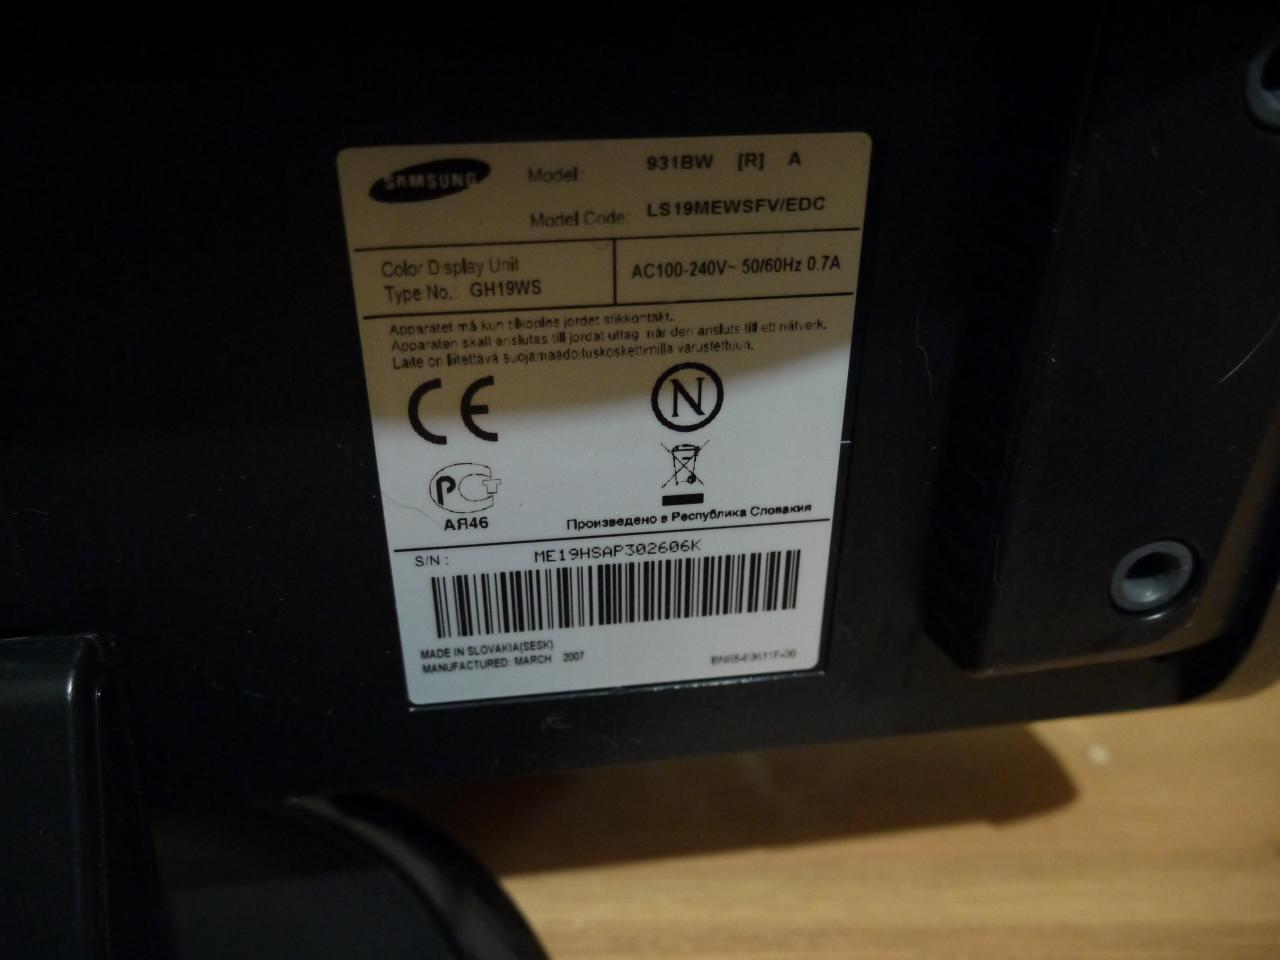 SAMSUNG
Model: 931BW [R] A
Model Code: LS19MEWSFV/EDC
Color Display Unit
Type No.: GH19WS
AC100-240V~ 50/60Hz 0.7A
Apparatet må kun tilkoples jordet stikkontakt.
Apparaten skall anslutas till jordat uttag när den ansluts till ett nätverk.
Laite on liitettävä suojamaadoituskoskettimilla varustettuun.
CE
N
PCT
АЯ46
Произведено в Республика Словакия
S/N : ME19HSAP302606K
MADE IN SLOVAKIA(SESK)
MANUFACTURED: MARCH 2007